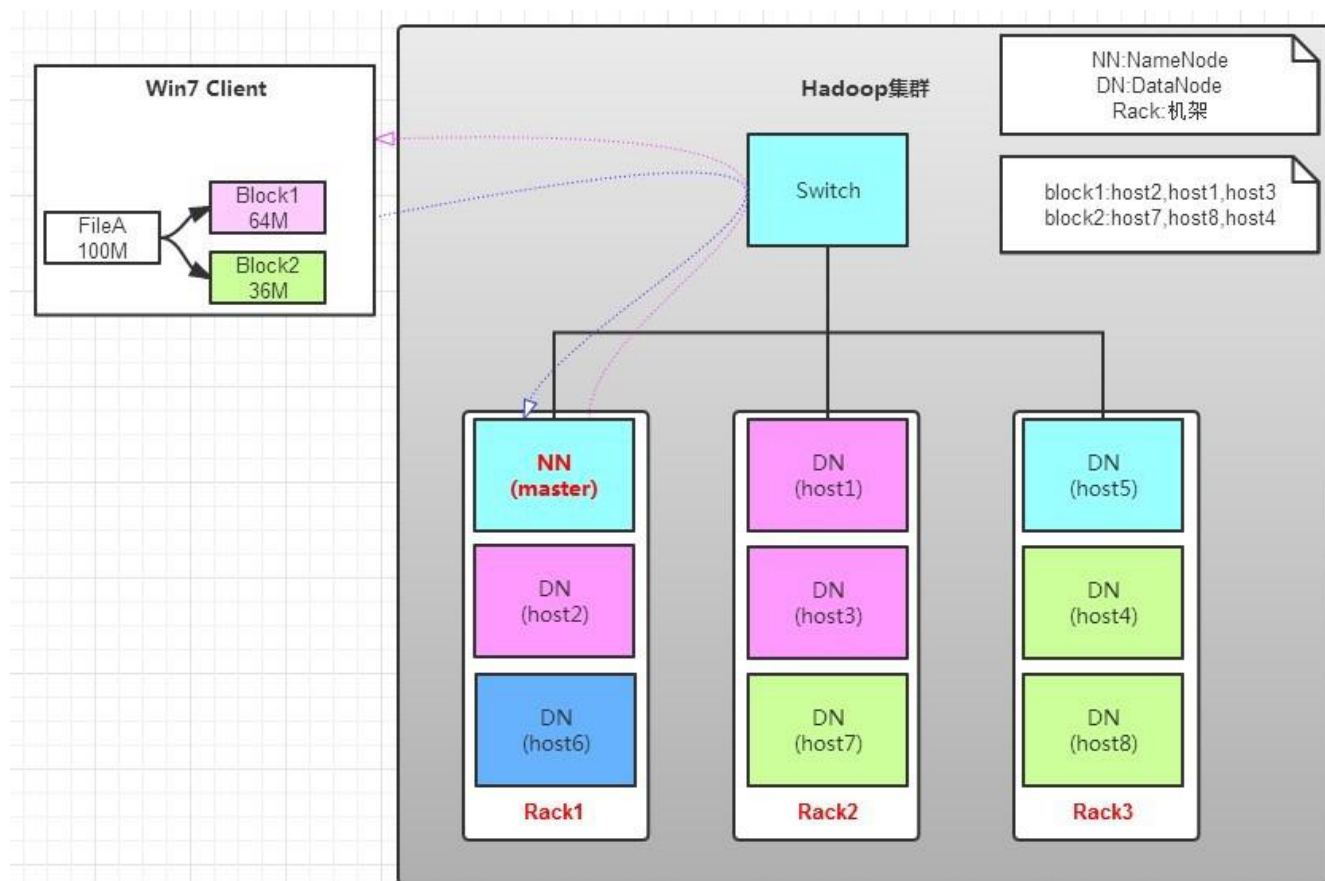 Win7 Client
FileA
100M
Block1
64M
Block2
36M
Hadoop集群
NN:NameNode
DN:DataNode
Rack:机架
block1:host2,host1,host3
block2:host7,host8,host4
Switch
NN
(master)
DN
(host2)
DN
(host6)
Rack1
DN
(host1)
DN
(host3)
DN
(host7)
Rack2
DN
(host5)
DN
(host4)
DN
(host8)
Rack3